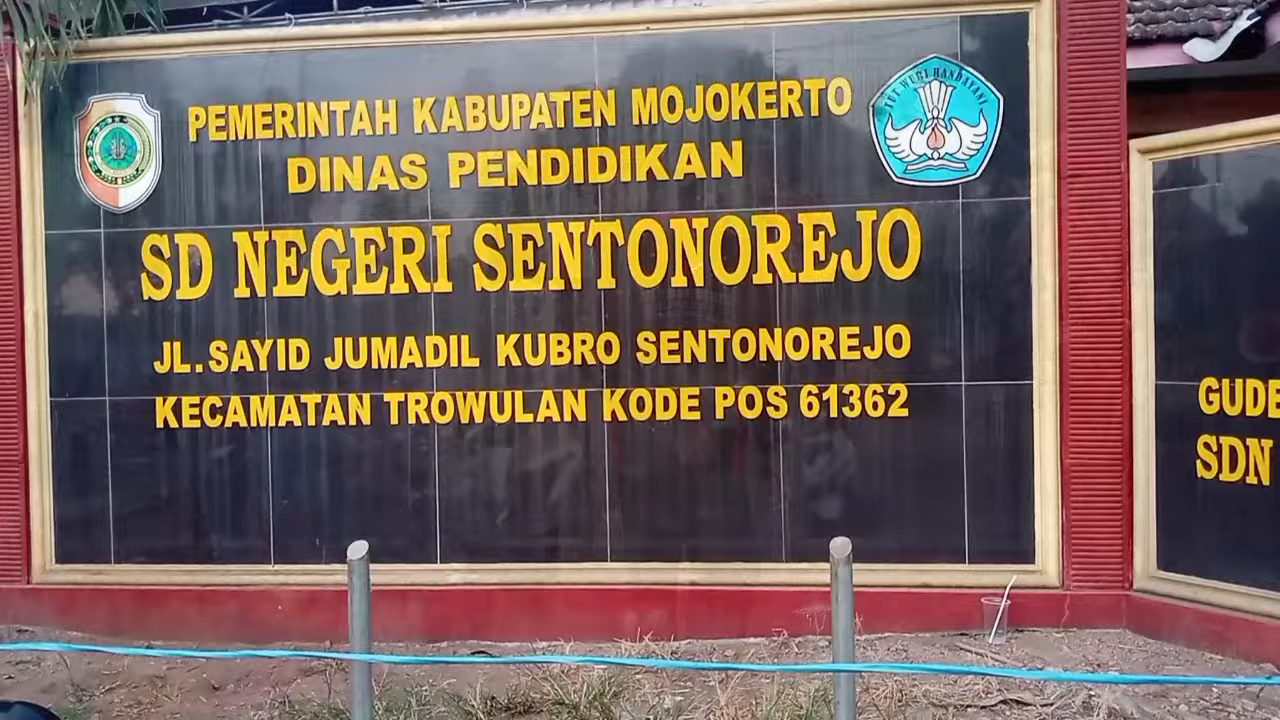 PEMERINTAH KABUPATEN MOJOKERTO
DINAS PENDIDIKAN
SD NEGERI SENTONOREJO
JL. SAYID JUMADIL KUBRO SENTONOREJO
KECAMATAN TROWULAN KODE POS 61362
TUT WURI HANDAYANI
GUDE
SDN